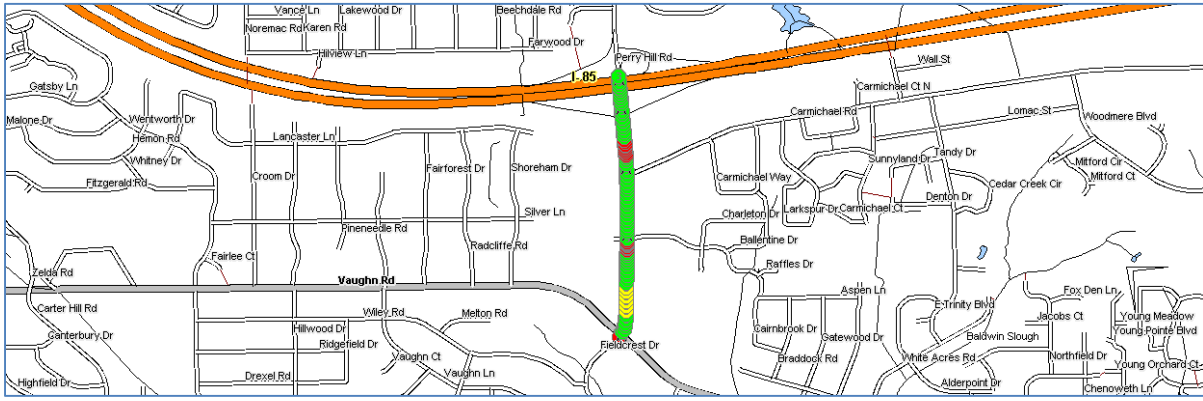 Vance Ln
Lakewood Dr
Beechdale Rd
Noremac Rd
Karen Rd
Farwood Dr
Hillview Ln
Perry Hill Rd
Wall St
I- 85
Gatsby Ln
Carmichael Ct N
Carmichael Rd
Lomac St
Malone Dr
Wentworth Dr
Woodmere Blvd
Hemon Rd
Lancaster Ln
Whitney Dr
Fairforest Dr
Shoreham Dr
Sunnyland Dr
Tandy Dr
Mitford Cir
Fitzgerald Rd
Croom Dr
Carmichael Way
Mitford Ct
Cedar Creek Cir
Denton Dr
Silver Ln
Charleton Dr
Larkspur Dr
Carmichael Ct
Pineneedle Rd
Radcliffe Rd
Ballentine Dr
Fairlee Ct
Raffles Dr
Zelda Rd
Vaughn Rd
Aspen Ln
Fox Den Ln
Carter Hill Rd
E Trinity Blvd
Wiley Rd
Melton Rd
Jacobs Ct
Young Meadow
Canterbury Dr
Hillwood Dr
Cairnbrook Dr
Gatewood Dr
Baldwin Slough
Young Pointe Blvd
Ridgefield Dr
Fieldcrest Dr
Vaughn Ct
Braddock Rd
White Acres Rd
Northfield Dr
Young Orchard Ct
Highfield Dr
Drexel Rd
Vaughn Ln
Alderpoint Dr
Chenoweth Ln